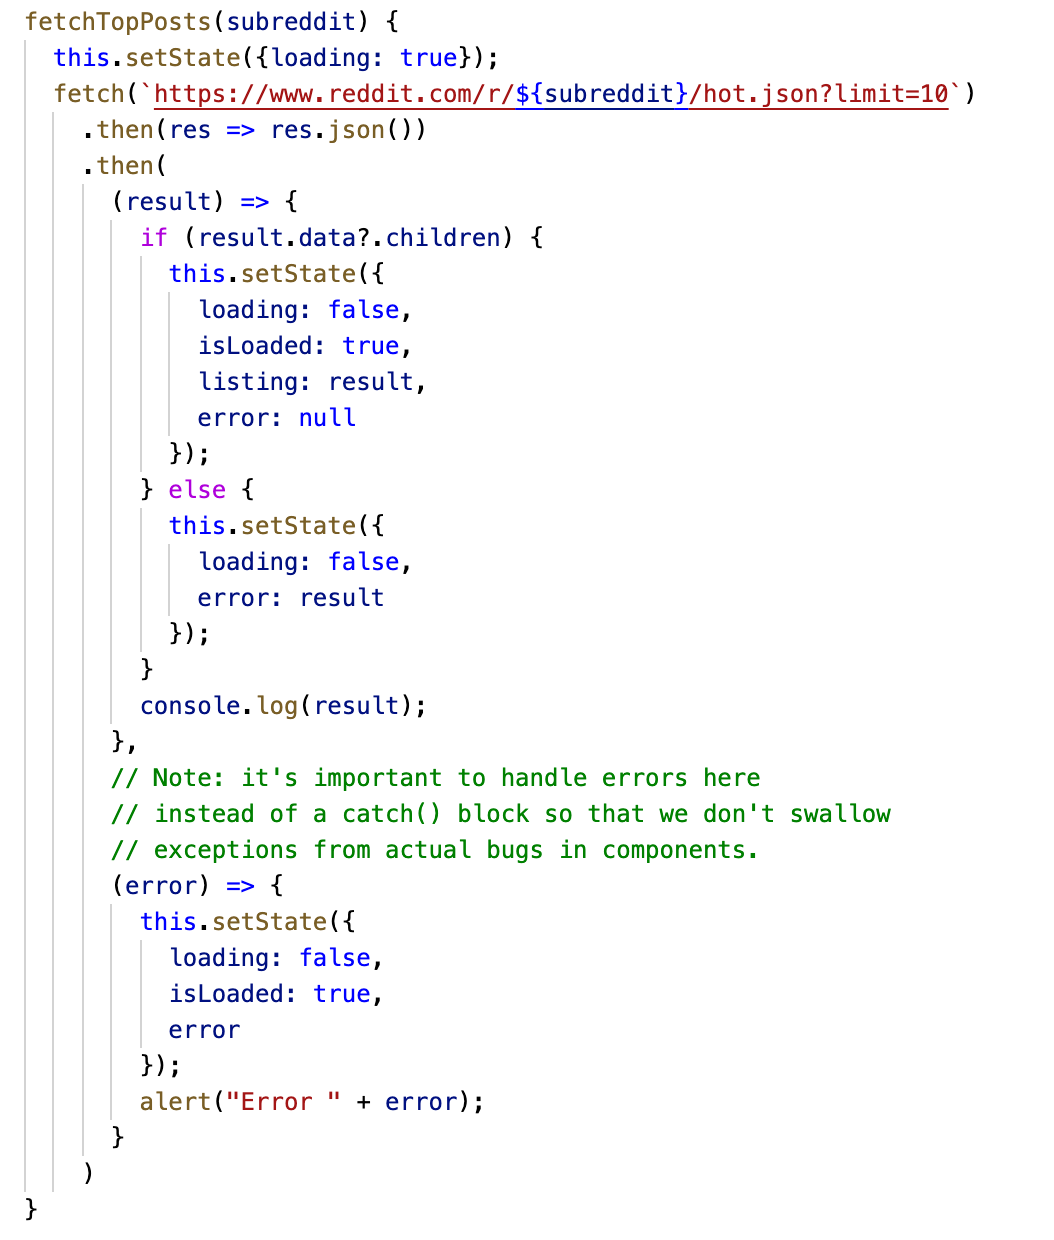 fetchTopPosts(subreddit) {
  this.setState({loading: true});
  fetch(`https://www.reddit.com/r/${subreddit}/hot.json?limit=10`)
    .then(res => res.json())
    .then(
      (result) => {
        if (result.data?.children) {
          this.setState({
            loading: false,
            isLoaded: true,
            listing: result,
            error: null
          });
        } else {
          this.setState({
            loading: false,
            error: result
          });
        }
        console.log(result);
      },
      // Note: it's important to handle errors here
      // instead of a catch() block so that we don't swallow
      // exceptions from actual bugs in components.
      (error) => {
        this.setState({
          loading: false,
          isLoaded: true,
          error
        });
        alert("Error " + error);
      }
    )
}